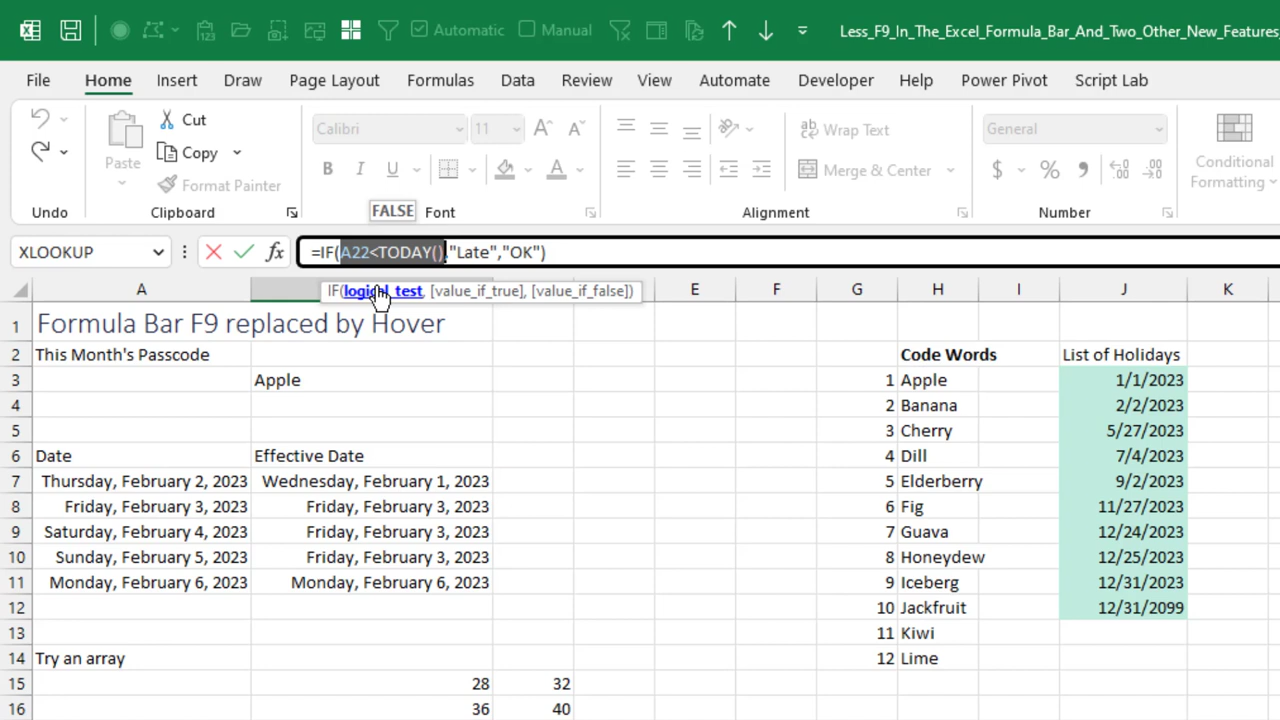 Automatic Manual Less_F9_In_The_Excel_Formula_Bar_And_Two_Other_New_Features
File Home Insert Draw Page Layout Formulas Data Review View Automate Developer Help Power Pivot Script Lab
Paste Cut Calibri 11 Wrap Text General Conditional
Copy B I U A Merge & Center $ % Formatting
Format Painter
Undo Clipboard Font Alignment Number
FALSE
XLOOKUP fx =IF(A22<TODAY(),"Late","OK")
IF(logical_test, [value_if_true], [value_if_false])
A E F G H I J K
1 Formula Bar F9 replaced by Hover
2 This Month's Passcode Code Words List of Holidays
3 Apple 1 Apple 1/1/2023
4 2 Banana 2/2/2023
5 3 Cherry 5/27/2023
6 Date Effective Date 4 Dill 7/4/2023
7 Thursday, February 2, 2023 Wednesday, February 1, 2023 5 Elderberry 9/2/2023
8 Friday, February 3, 2023 Friday, February 3, 2023 6 Fig 11/27/2023
9 Saturday, February 4, 2023 Friday, February 3, 2023 7 Guava 12/24/2023
10 Sunday, February 5, 2023 Friday, February 3, 2023 8 Honeydew 12/25/2023
11 Monday, February 6, 2023 Monday, February 6, 2023 9 Iceberg 12/31/2023
12 10 Jackfruit 12/31/2099
13 11 Kiwi
14 Try an array 12 Lime
15 28 32
16 36 40